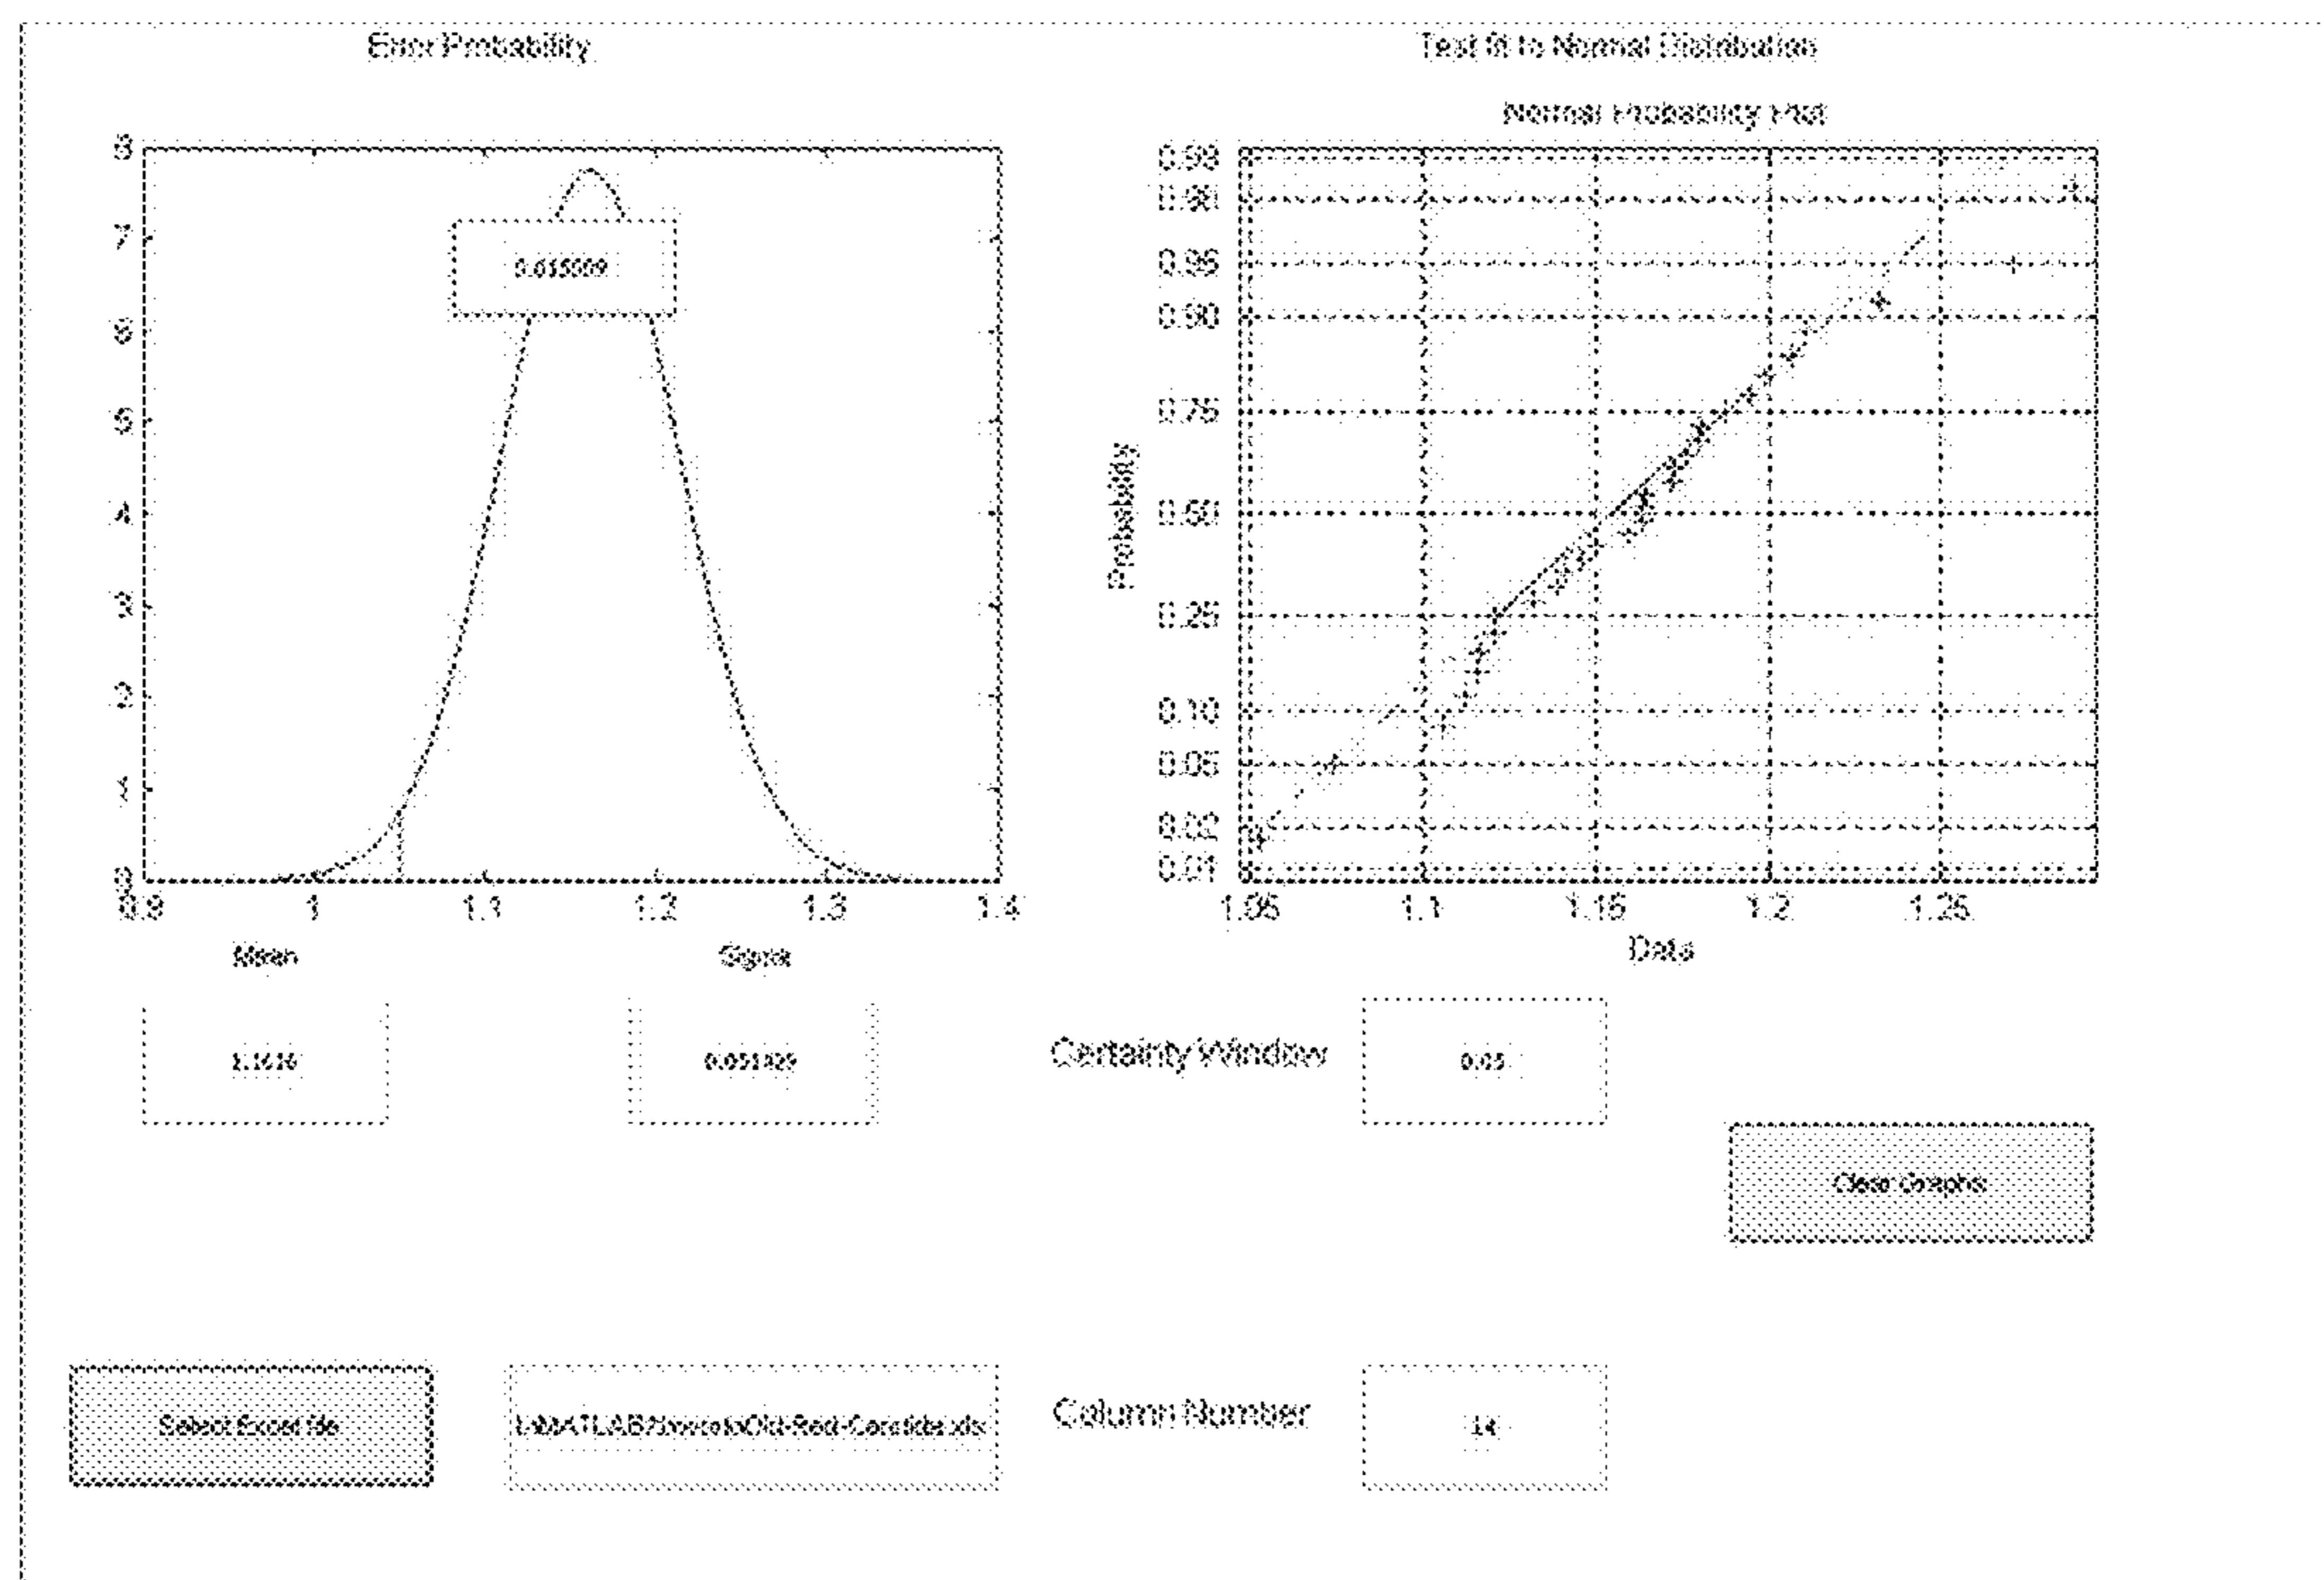 Error Probability
Test fit to Normal Distribution
Normal Probability Plot
8
7
6
5
4
3
2
1
0
0.9 1 1.1 1.2 1.3 1.4
0.98
0.95
0.90
0.75
0.50
0.25
0.10
0.05
0.02
0.01
Probability
1.05 1.1 1.15 1.2 1.25
Data
Mean
Sigma
Certainty Window
0.05
Clear Graphs
Select Excel file
Column Number
14